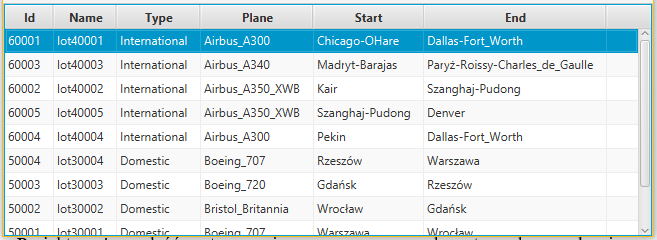 Id Name Type Plane Start End
60001 lot40001 International Airbus_A300 Chicago-OHare Dallas-Fort_Worth
60003 lot40003 International Airbus_A340 Madryt-Barajas Paryż-Roissy-Charles_de_Gaulle
60002 lot40002 International Airbus_A350_XWB Kair Szanghaj-Pudong
60005 lot40005 International Airbus_A350_XWB Szanghaj-Pudong Denver
60004 lot40004 International Airbus_A300 Pekin Dallas-Fort_Worth
50004 lot30004 Domestic Boeing_707 Rzeszów Warszawa
50003 lot30003 Domestic Boeing_720 Gdańsk Rzeszów
50002 lot30002 Domestic Bristol_Britannia Wrocław Gdańsk
50001 lot30001 Domestic Boeing_707 Warszawa Wrocław